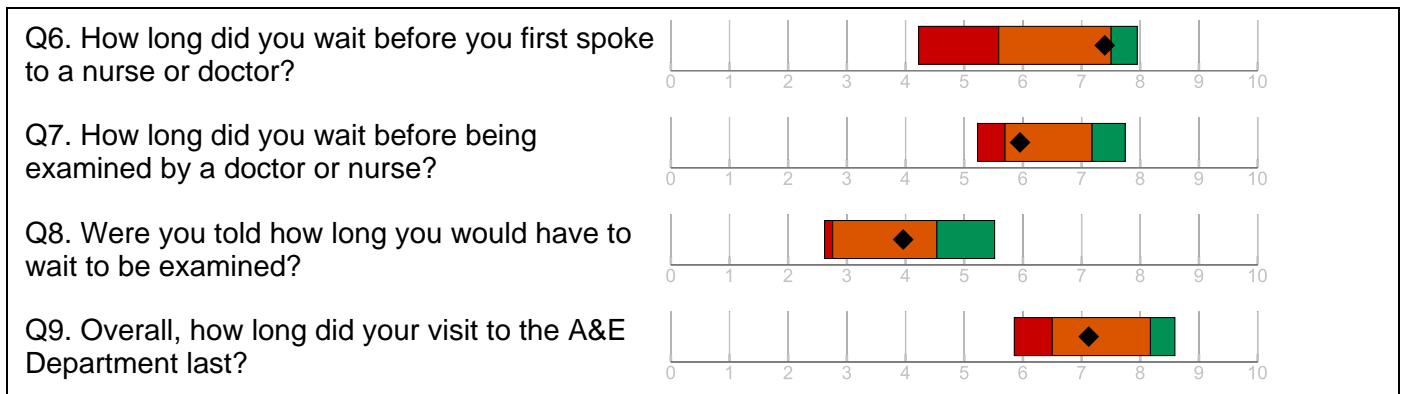 Q6. How long did you wait before you first spoke
to a nurse or doctor?
0 1 2 3 4 5 6 7 8 9 10
Q7. How long did you wait before being
examined by a doctor or nurse?
0 1 2 3 4 5 6 7 8 9 10
Q8. Were you told how long you would have to
wait to be examined?
0 1 2 3 4 5 6 7 8 9 10
Q9. Overall, how long did your visit to the A&E
Department last?
0 1 2 3 4 5 6 7 8 9 10